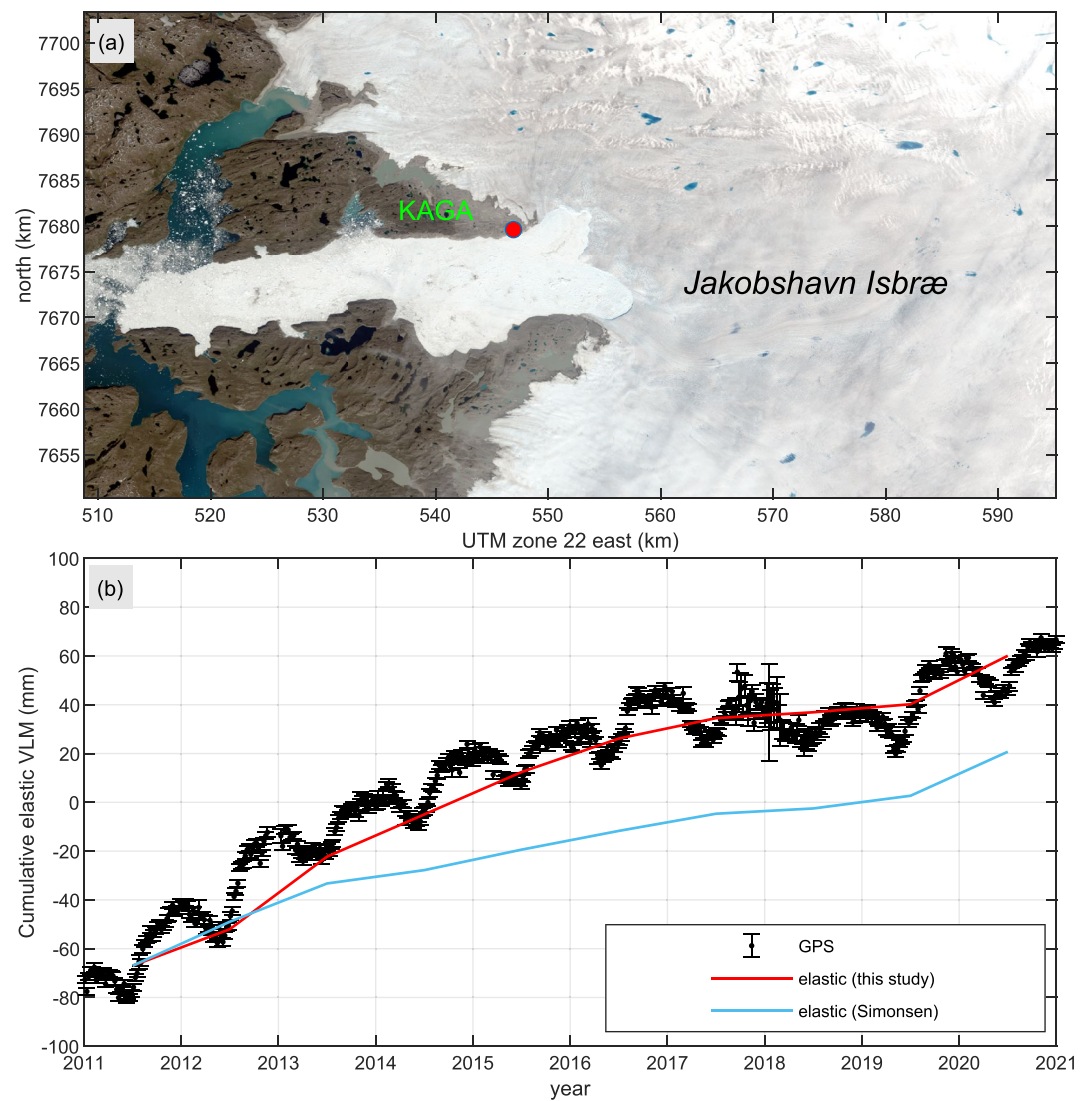 (a)
7700
7695
7690
7685
7680
7675
7670
7665
7660
7655
north (km)
KAGA
Jakobshavn Isbræ
510 520 530 540 550 560 570 580 590
UTM zone 22 east (km)
(b)
100
80
60
40
20
0
-20
-40
-60
-80
-100
Cumulative elastic VLM (mm)
GPS
elastic (this study)
elastic (Simonsen)
2011 2012 2013 2014 2015 2016 2017 2018 2019 2020 2021
year